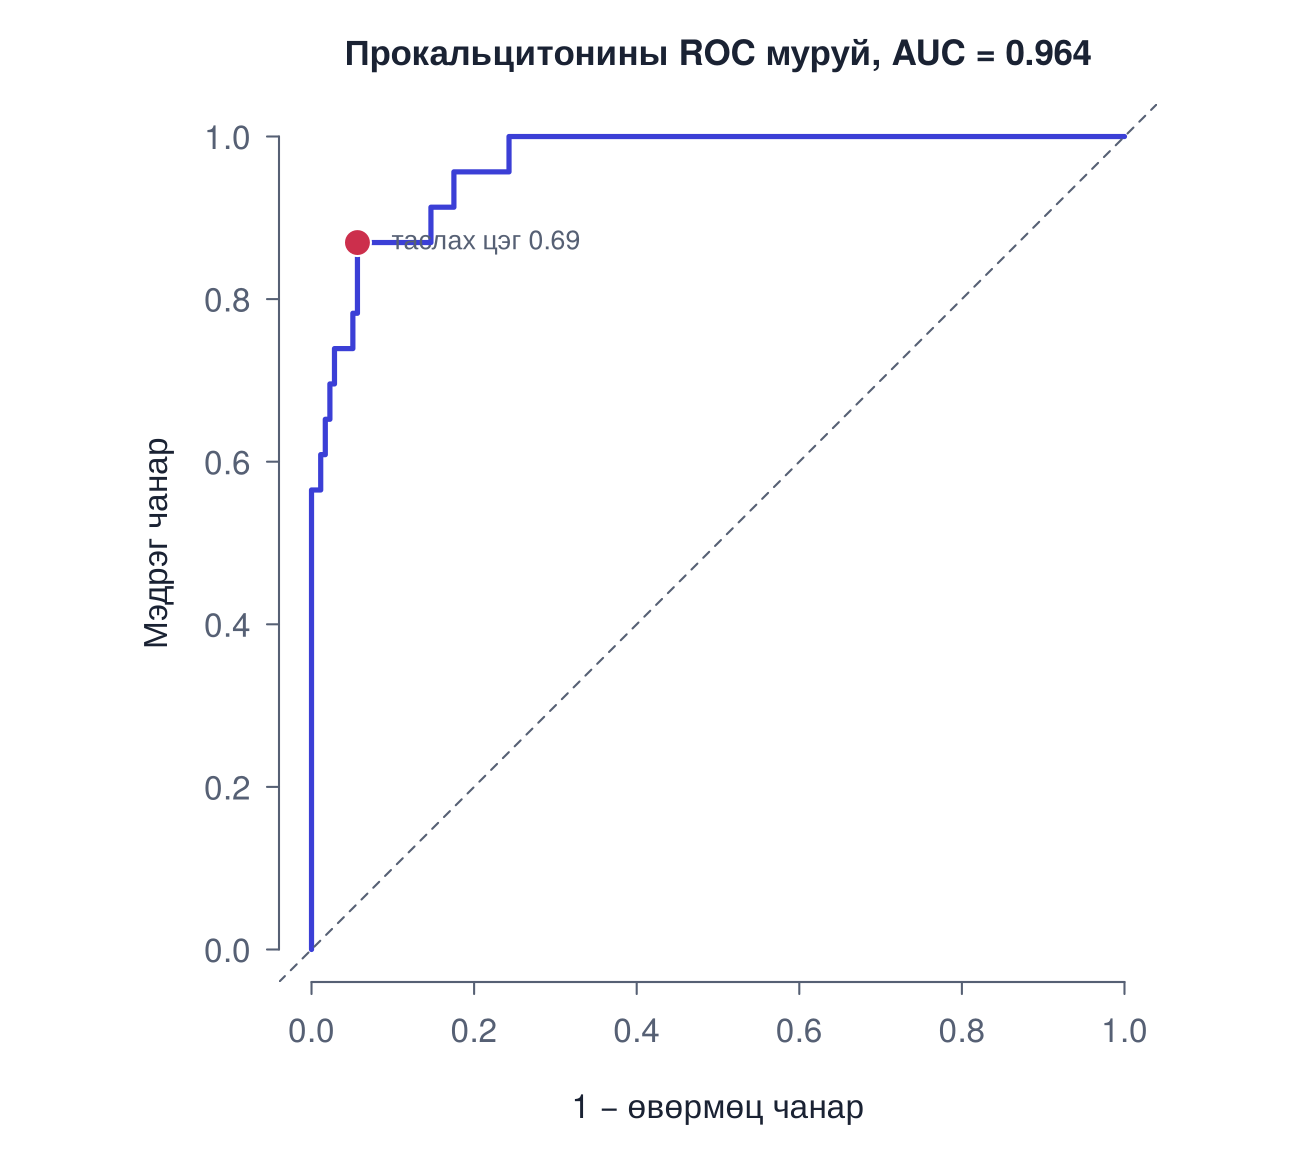 Прокальцитонины ROC муруй, AUC = 0.964
1.0
0.8
0.6
0.4
0.2
0.0
Мэдрэг чанар
таслах цэг 0.69
0.0 0.2 0.4 0.6 0.8 1.0
1 – өвөрмөц чанар